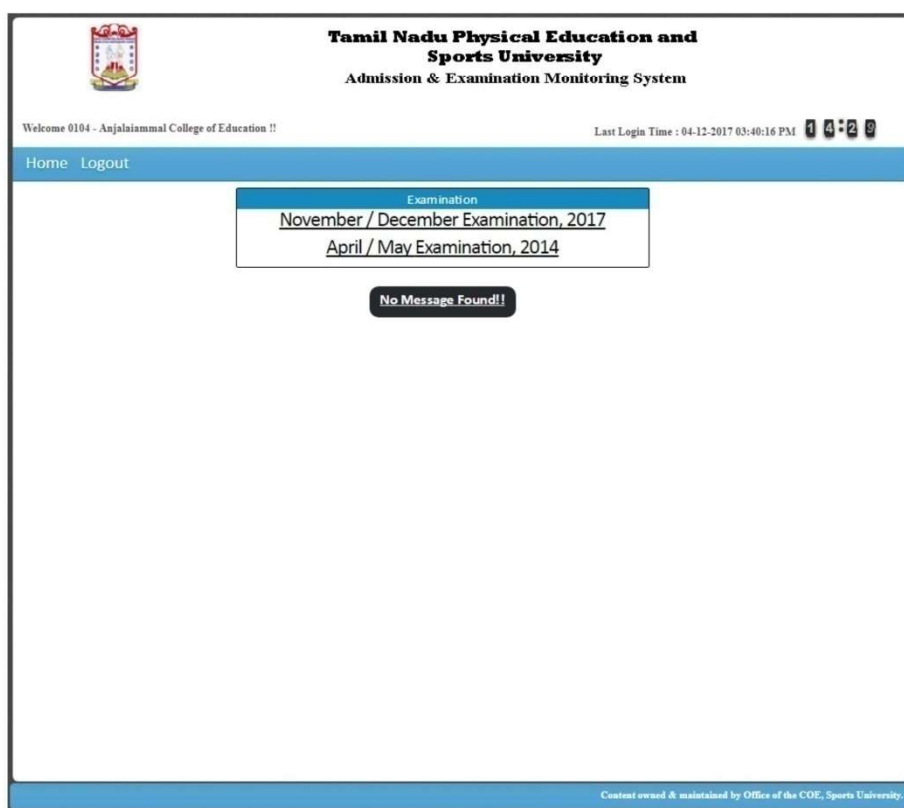 Tamil Nadu Physical Education and
Sports University
Admission & Examination Monitoring System
Welcome 0104 - Anjalaiammal College of Education !!
Last Login Time : 04-12-2017 03:40:16 PM 14:29
Home Logout
Examination
November / December Examination, 2017
April / May Examination, 2014
No Message Found!!
Content owned & maintained by Office of the COE, Sports University.